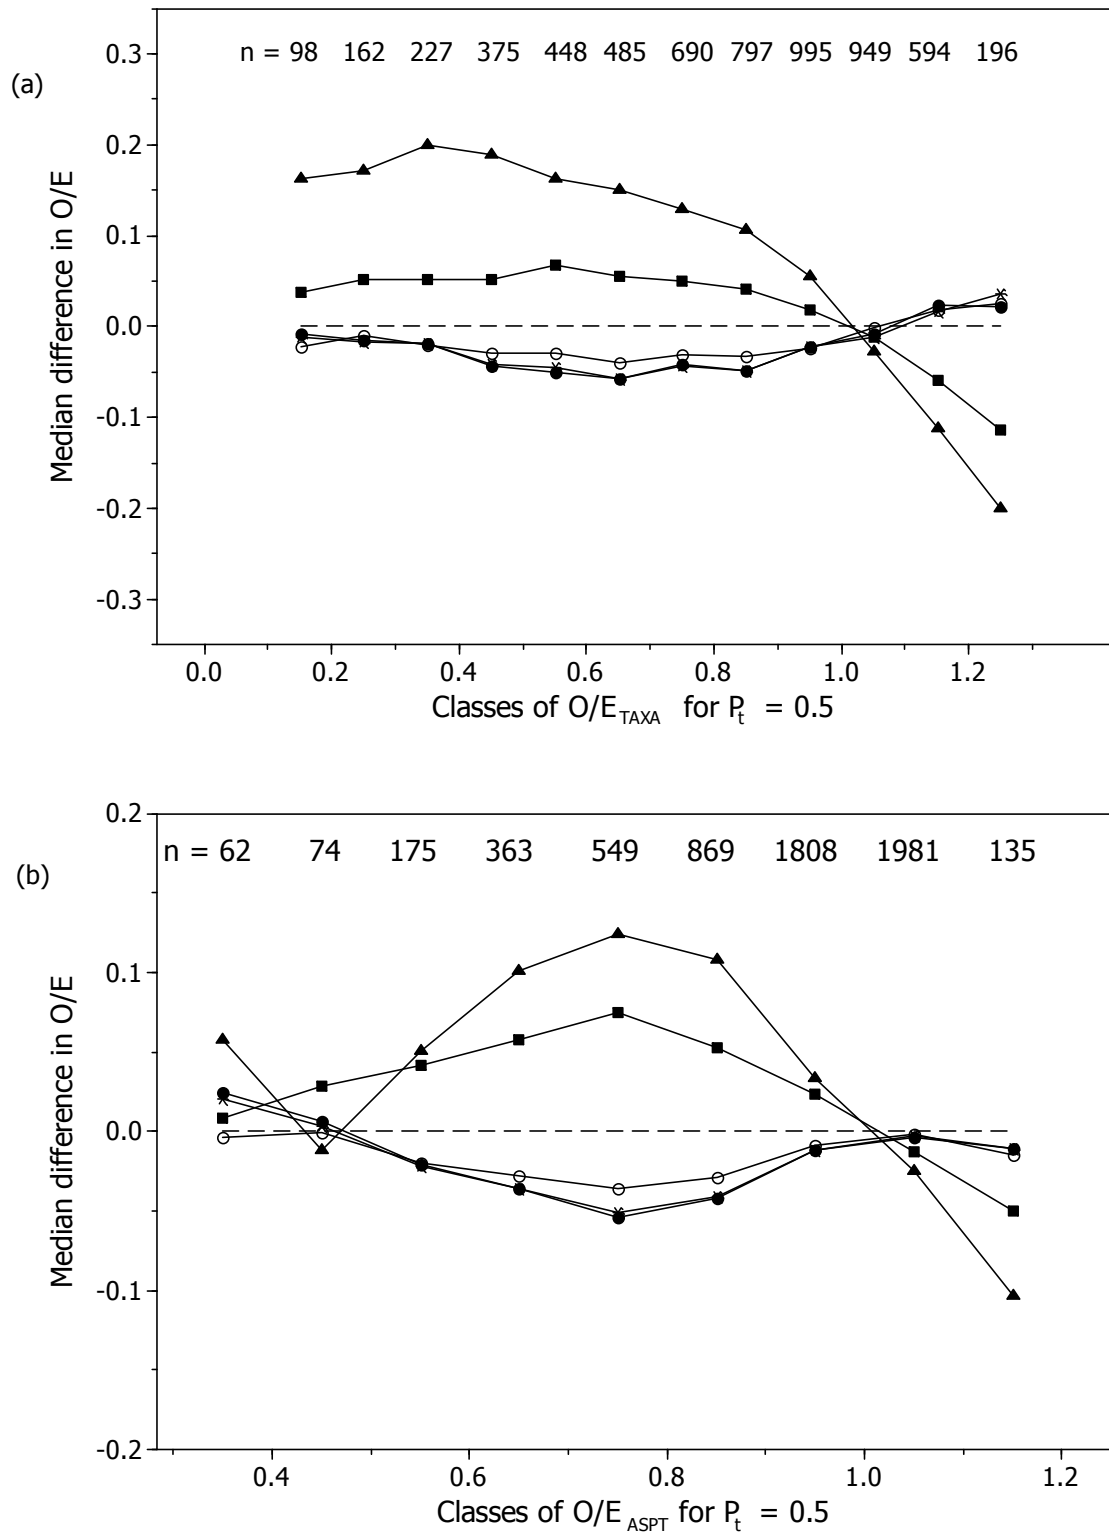 (a)
n = 98 162 227 375 448 485 690 797 995 949 594 196
0.3
0.2
0.1
0.0
-0.1
-0.2
-0.3
Median difference in O/E
0.0 0.2 0.4 0.6 0.8 1.0 1.2
Classes of O/E TAXA for Pt = 0.5
(b)
n = 62 74 175 363 549 869 1808 1981 135
0.2
0.1
0.0
-0.1
-0.2
Median difference in O/E
0.4 0.6 0.8 1.0 1.2
Classes of O/E ASPT for Pt = 0.5